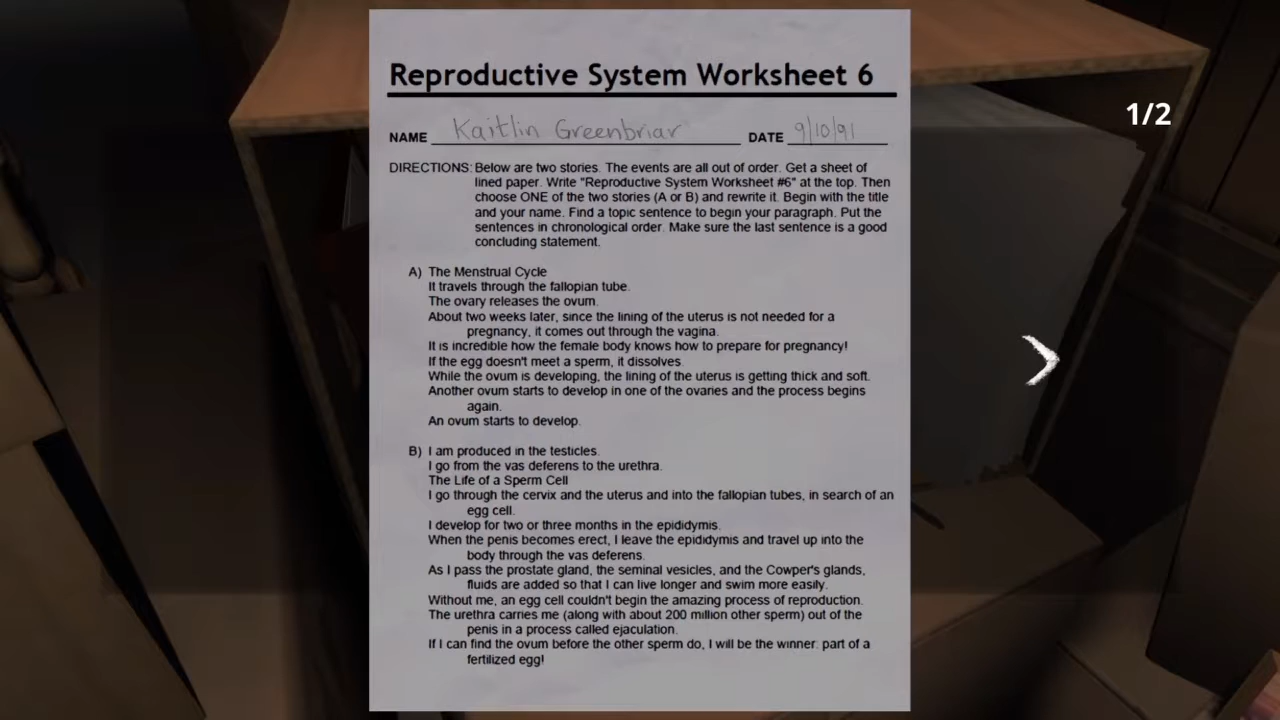 Reproductive System Worksheet 6
1/2
NAME Kaitlin Greenbriar DATE 9/10/91
DIRECTIONS: Below are two stories. The events are all out of order. Get a sheet of
lined paper. Write "Reproductive System Worksheet #6" at the top. Then
choose ONE of the two stories (A or B) and rewrite it. Begin with the title
and your name. Find a topic sentence to begin your paragraph. Put the
sentences in chronological order. Make sure the last sentence is a good
concluding statement.
A) The Menstrual Cycle
It travels through the fallopian tube.
The ovary releases the ovum.
About two weeks later, since the lining of the uterus is not needed for a
pregnancy, it comes out through the vagina.
It is incredible how the female body knows how to prepare for pregnancy!
If the egg doesn't meet a sperm, it dissolves.
While the ovum is developing, the lining of the uterus is getting thick and soft.
Another ovum starts to develop in one of the ovaries and the process begins
again.
An ovum starts to develop.
B) I am produced in the testicles.
I go from the vas deferens to the urethra.
The Life of a Sperm Cell
I go through the cervix and the uterus and into the fallopian tubes, in search of an
egg cell.
I develop for two or three months in the epididymis.
When the penis becomes erect, I leave the epididymis and travel up into the
body through the vas deferens.
As I pass the prostate gland, the seminal vesicles, and the Cowper's glands,
fluids are added so that I can live longer and swim more easily.
Without me, an egg cell couldn't begin the amazing process of reproduction.
The urethra carries me (along with about 200 million other sperm) out of the
penis in a process called ejaculation.
If I can find the ovum before the other sperm do, I will be the winner: part of a
fertilized egg!